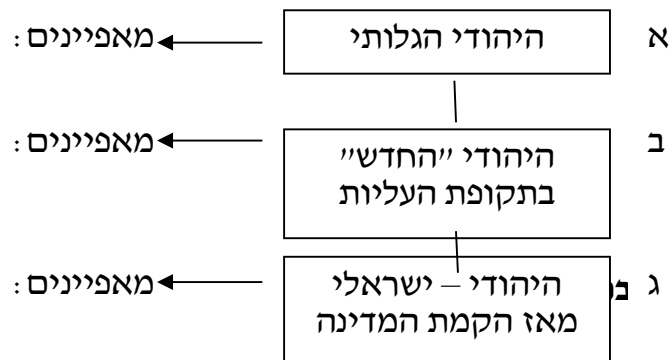 א היהודי הגלותי מאפיינים:
ב היהודי "החדש" בתקופת העליות מאפיינים:
ג היהודי – ישראלי מאז הקמת המדינה מאפיינים: